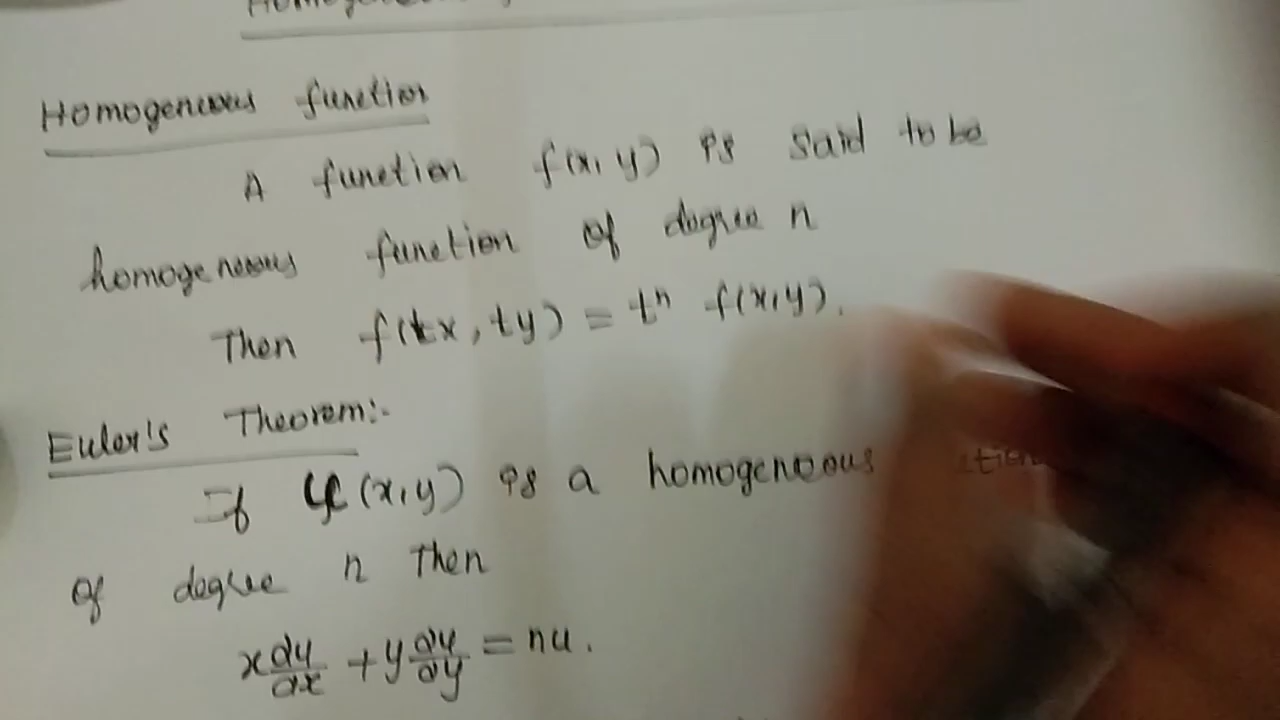 Homogeneous function
A function f(x, y) is said to be
homogeneous function of degree n
Then f(tx, ty) = tⁿ f(x, y).
Euler's Theorem:-
If u(x, y) is a homogeneous
of degree n Then
x ∂u/∂x + y ∂u/∂y = nu.